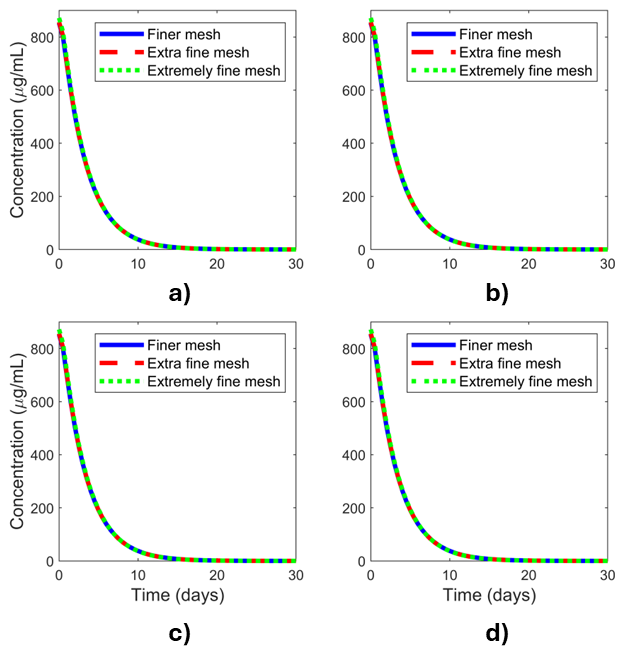 Concentration (μg/mL)
800
600
400
200
0
Finer mesh
Extra fine mesh
Extremely fine mesh
0 10 20 30
a)
800
600
400
200
0
Finer mesh
Extra fine mesh
Extremely fine mesh
0 10 20 30
b)
Concentration (μg/mL)
800
600
400
200
0
Finer mesh
Extra fine mesh
Extremely fine mesh
0 10 20 30
Time (days)
c)
800
600
400
200
0
Finer mesh
Extra fine mesh
Extremely fine mesh
0 10 20 30
Time (days)
d)